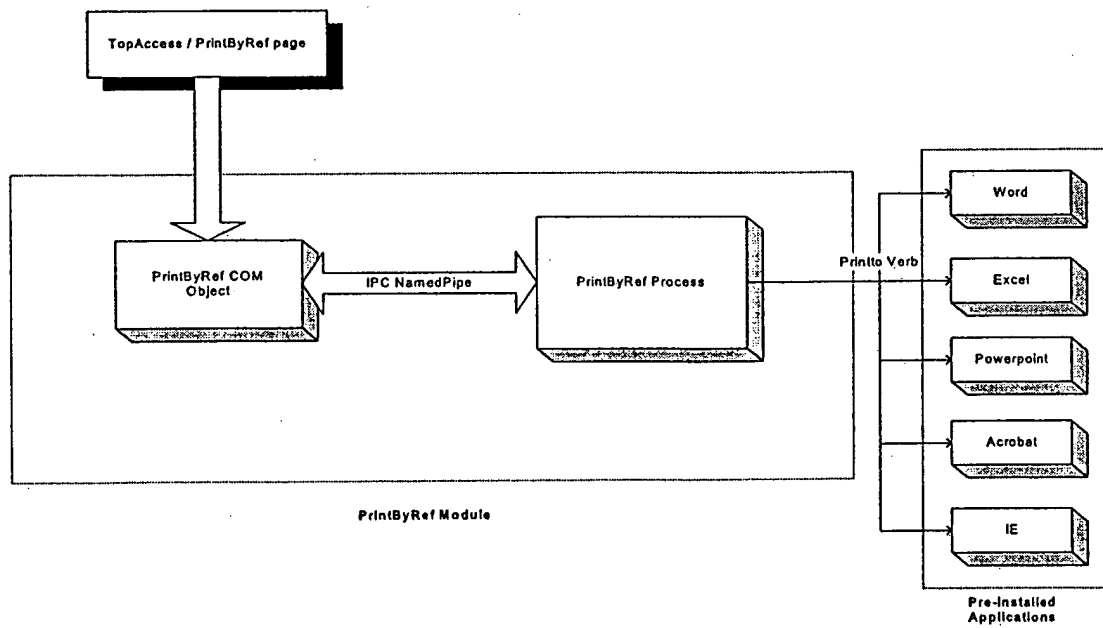 TopAccess / PrintByRef page
PrintByRef COM
Object
IPC NamedPipe
PrintByRef Process
Printto Verb
Word
Excel
Powerpoint
Acrobat
IE
PrintByRef Module
Pre-Installed
Applications